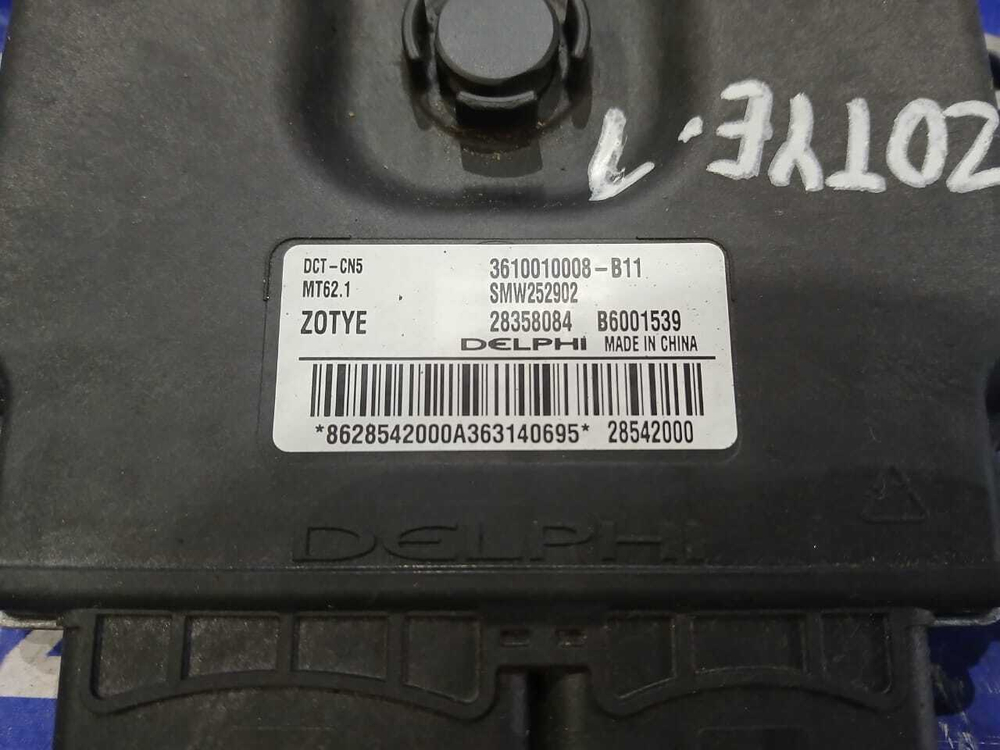 ZOTYE-1
DCT-CN5 3610010008-B11
MT62.1 SMW252902
ZOTYE 28358084 B6001539
DELPHI MADE IN CHINA
*8628542000A363140695* 28542000
DELPHI